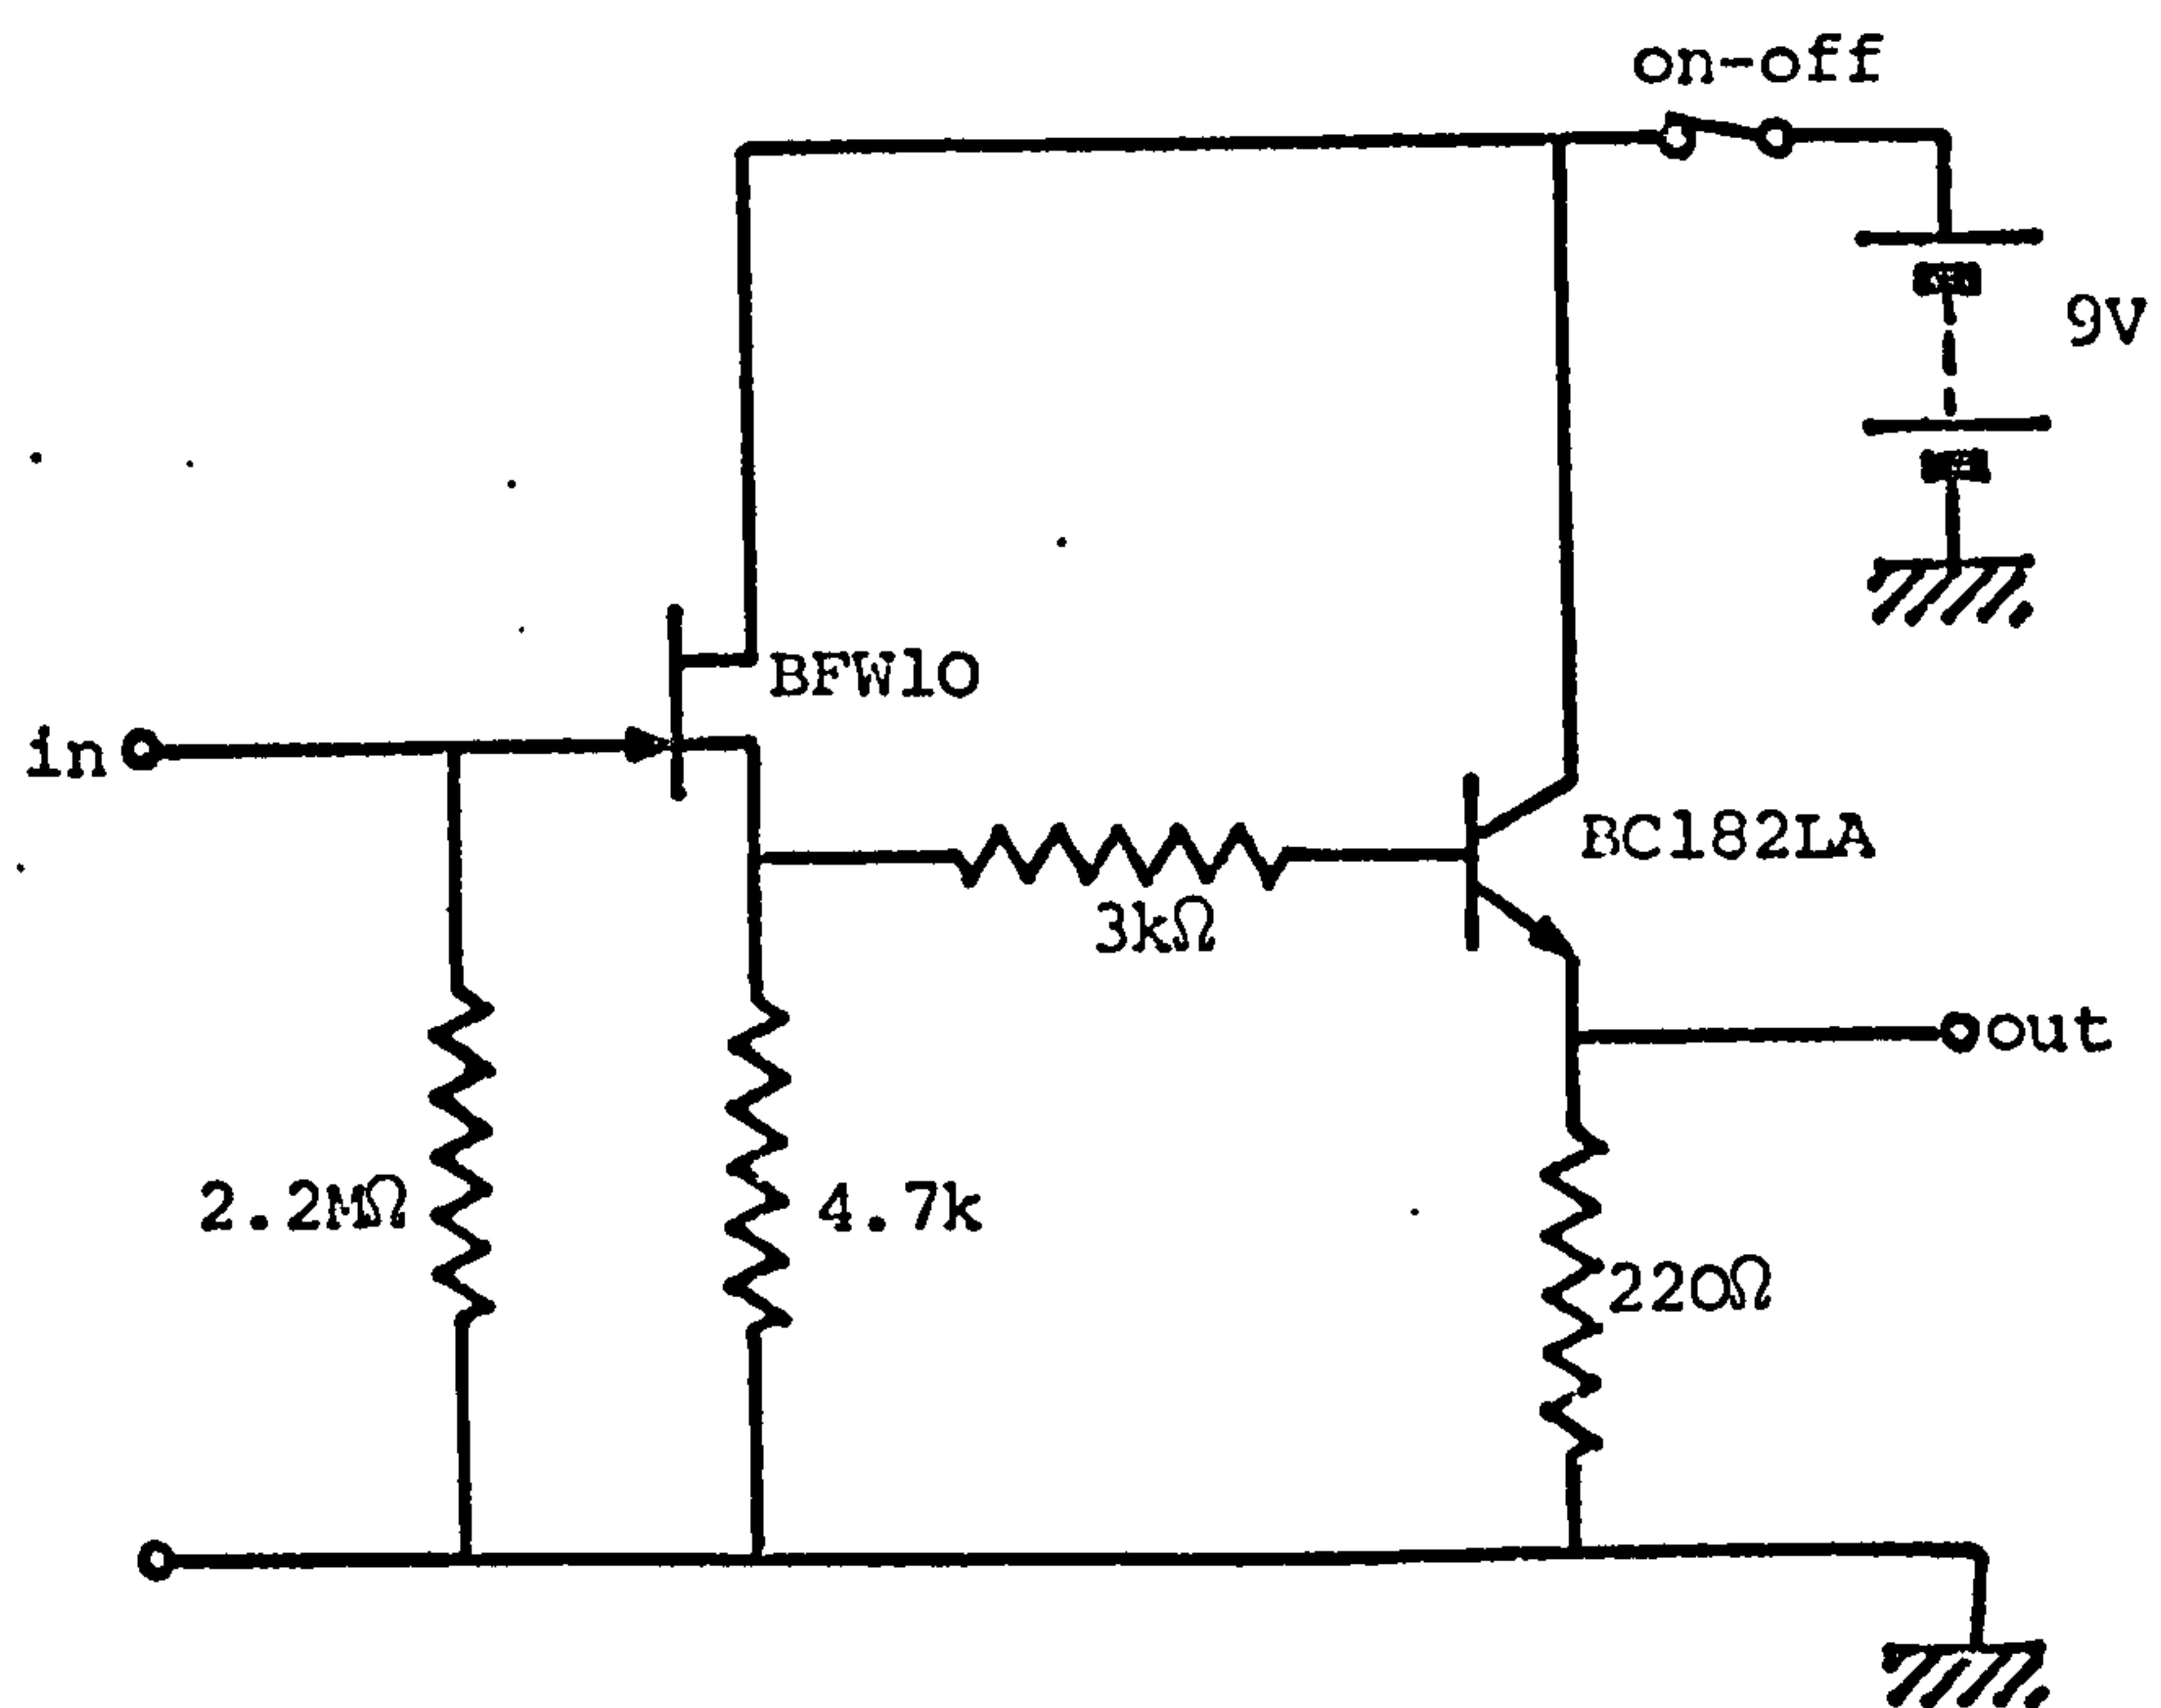 on-off
9V
BFW10
in
BC182LA
3kΩ
out
2.2MΩ
4.7k
220Ω